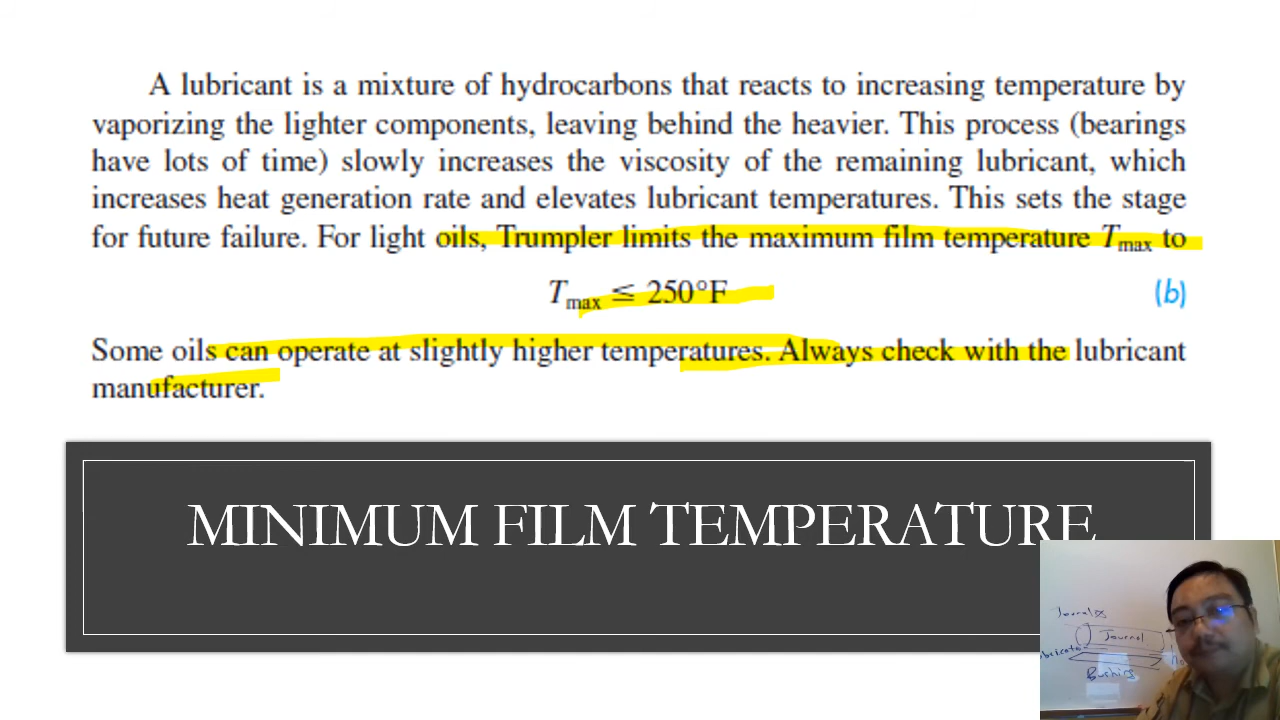 A lubricant is a mixture of hydrocarbons that reacts to increasing temperature by
vaporizing the lighter components, leaving behind the heavier. This process (bearings
have lots of time) slowly increases the viscosity of the remaining lubricant, which
increases heat generation rate and elevates lubricant temperatures. This sets the stage
for future failure. For light oils, Trumpler limits the maximum film temperature Tmax to
Tmax ≤ 250°F (b)
Some oils can operate at slightly higher temperatures. Always check with the lubricant
manufacturer.
MINIMUM FILM TEMPERATURE
Journal
Bushing